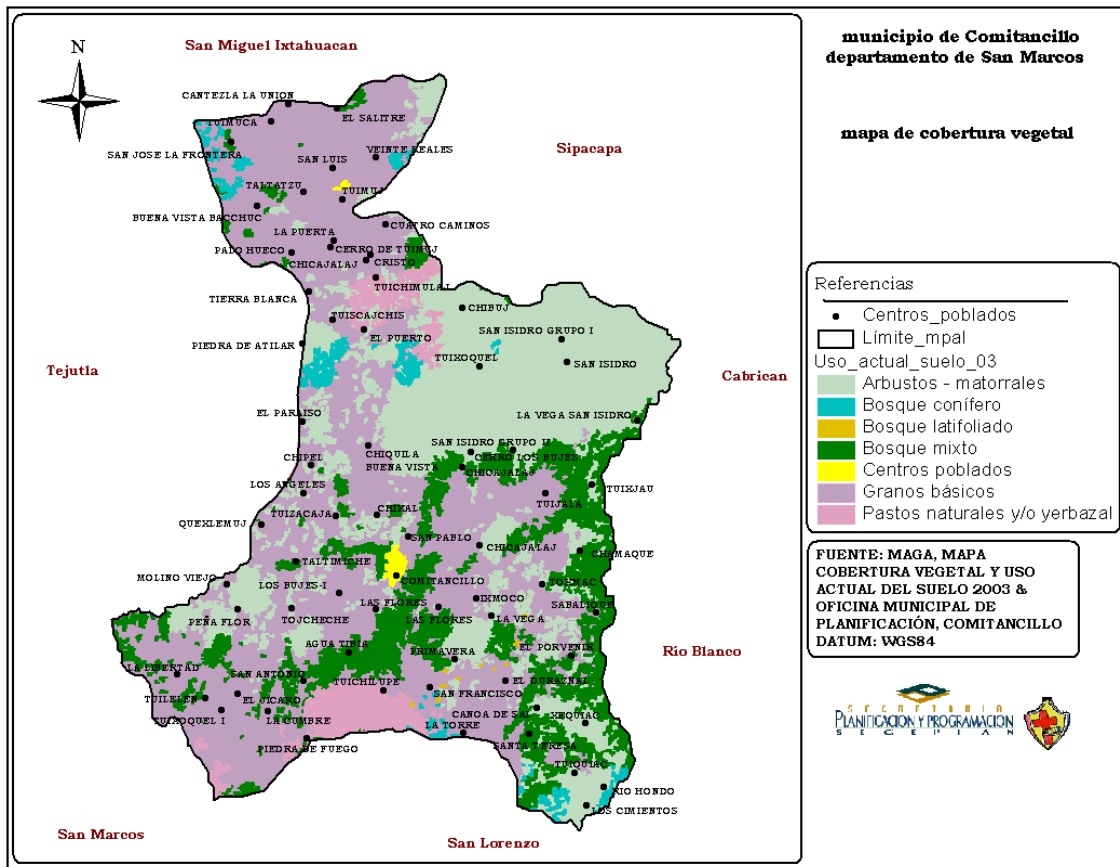 municipio de Comitancillo
departamento de San Marcos
mapa de cobertura vegetal
N
San Miguel Ixtahuacan
Sipacapa
Tejutla
Cabrican
Rio Blanco
San Marcos
San Lorenzo
CANTEZLA LA UNION
EL SALITRE
TUIMUCA
SAN JOSE LA FRONTERA
VEINTE REALES
SAN LUIS
TALTATZU
TUIMUJ
BUENA VISTA BACCHUC
CUATRO CAMINOS
LA PUERTA
PALO HUECO
CERRO DE TUIMUJ
CHICAJALAJ
CRISTO
TUICHIMULAJ
TIERRA BLANCA
CHIBUJ
TUISCAJCHIS
SAN ISIDRO GRUPO I
EL PUERTO
PIEDRA DE ATILAR
TUIXOQUEL
SAN ISIDRO
EL PARAISO
LA VEGA SAN ISIDRO
SAN ISIDRO GRUPO II
CHIQUILA
CERRO LOS BUJES
CHIPEL
BUENA VISTA
CHICAJALAJ
LOS ANGELES
TUIXJAU
TUIJALA
TUIZACAJA
CHIXAL
QUEXLEMUJ
SAN PABLO
CHICAJALAJ
CHAMAQUE
TALTIMICHE
MOLINO VIEJO
COMITANCILLO
LOS BUJES-I
TOHMAC
IXMOCO
LAS FLORES
SABALIQUE
PEÑA FLOR
TOJCHECHE
LAS FLORES
LA VEGA
AGUA TIBIA
EL PORVENIR
PRIMAVERA
LA LIBERTAD
SAN ANTONIO
EL DURAZNAL
TUICHILUPE
SAN FRANCISCO
TUILELEN
EL JICARO
CANOA DE SAL
XEQUIAC
TUIXOQUEL I
LA CUMBRE
LA TORRE
SANTA TERESA
PIEDRA DE FUEGO
TUIQUIAC
RIO HONDO
LOS CIMIENTOS
Referencias
Centros_poblados
Límite_mpal
Uso_actual_suelo_03
Arbustos - matorrales
Bosque conífero
Bosque latifoliado
Bosque mixto
Centros poblados
Granos básicos
Pastos naturales y/o yerbazal
FUENTE: MAGA, MAPA
COBERTURA VEGETAL Y USO
ACTUAL DEL SUELO 2003 &
OFICINA MUNICIPAL DE
PLANIFICACIÓN, COMITANCILLO
DATUM: WGS84
SECRETARIA
PLANIFICACION Y PROGRAMACION
SEGEPLAN